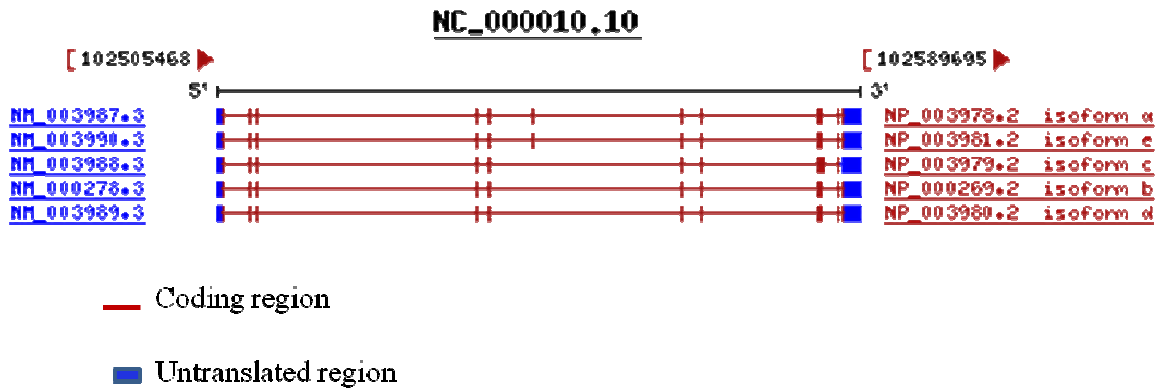 NC_000010.10
[ 102505468
[ 102589695
5' 3'
NM_003987.3 NP_003978.2 isoform a
NM_003990.3 NP_003981.2 isoform e
NM_003988.3 NP_003979.2 isoform c
NM_000278.3 NP_000269.2 isoform b
NM_003989.3 NP_003980.2 isoform d
Coding region
Untranslated region